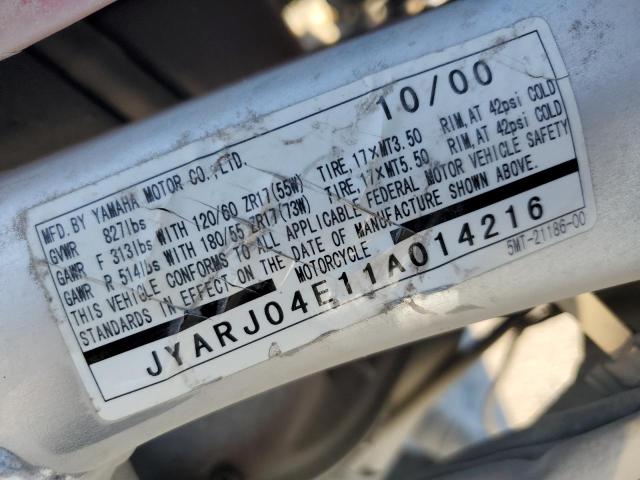 10/00
MFD. BY YAMAHA MOTOR CO., LTD.
GVWR 827lbs
GAWR F 313lbs WITH 120/60 ZR17(55W) TIRE, 17×MT3.50 RIM, AT 42psi COLD
GAWR R 514lbs WITH 180/55 ZR17(73W) TIRE, 17×MT5.50 RIM, AT 42psi COLD
THIS VEHICLE CONFORMS TO ALL APPLICABLE FEDERAL MOTOR VEHICLE SAFETY
STANDARDS IN EFFECT ON THE DATE OF MANUFACTURE SHOWN ABOVE.
MOTORCYCLE
JYARJ04E11A014216
5MT-21186-00